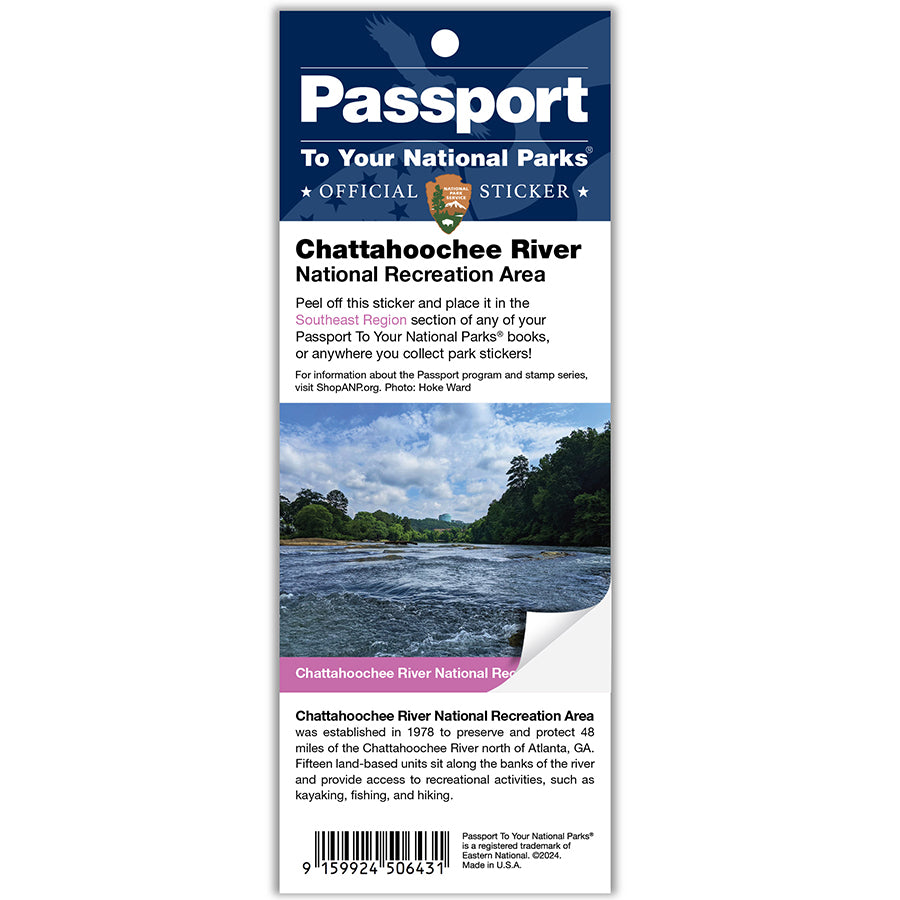 Passport
To Your National Parks®
★ OFFICIAL STICKER ★
NATIONAL
PARK
SERVICE
Chattahoochee River
National Recreation Area
Peel off this sticker and place it in the
Southeast Region section of any of your
Passport To Your National Parks® books,
or anywhere you collect park stickers!
For information about the Passport program and stamp series,
visit ShopANP.org. Photo: Hoke Ward
Chattahoochee River National Rec
Chattahoochee River National Recreation Area
was established in 1978 to preserve and protect 48
miles of the Chattahoochee River north of Atlanta, GA.
Fifteen land-based units sit along the banks of the river
and provide access to recreational activities, such as
kayaking, fishing, and hiking.
9 159924 506431
Passport To Your National Parks®
is a registered trademark of
Eastern National. ©2024.
Made in U.S.A.